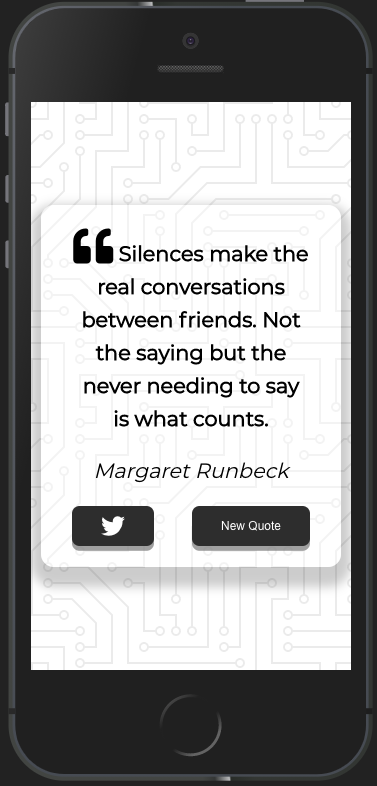 Silences make the
real conversations
between friends. Not
the saying but the
never needing to say
is what counts.
Margaret Runbeck
New Quote